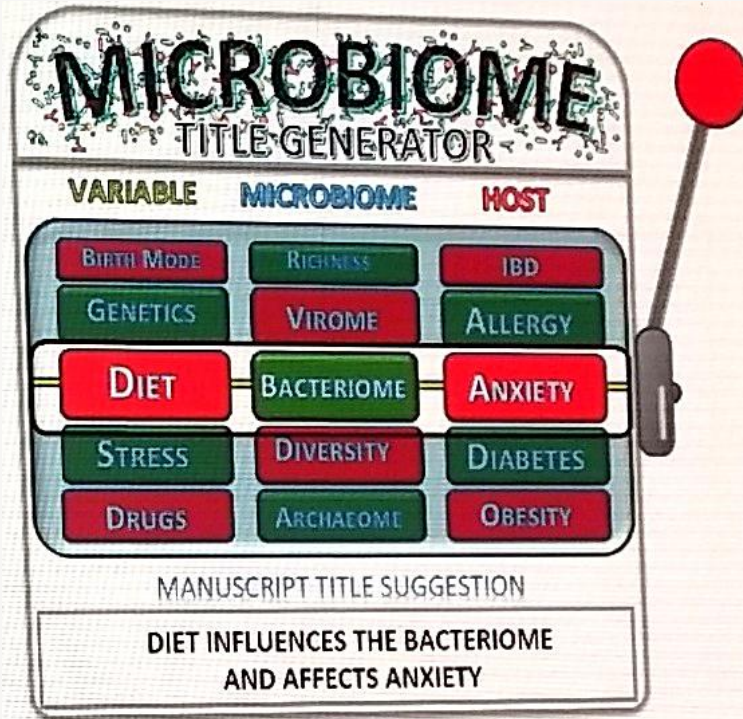 MICROBIOME
TITLE GENERATOR
VARIABLE MICROBIOME HOST
BIRTH MODE RICHNESS IBD
GENETICS VIROME ALLERGY
DIET BACTERIOME ANXIETY
STRESS DIVERSITY DIABETES
DRUGS ARCHAEOME OBESITY
MANUSCRIPT TITLE SUGGESTION
DIET INFLUENCES THE BACTERIOME
AND AFFECTS ANXIETY